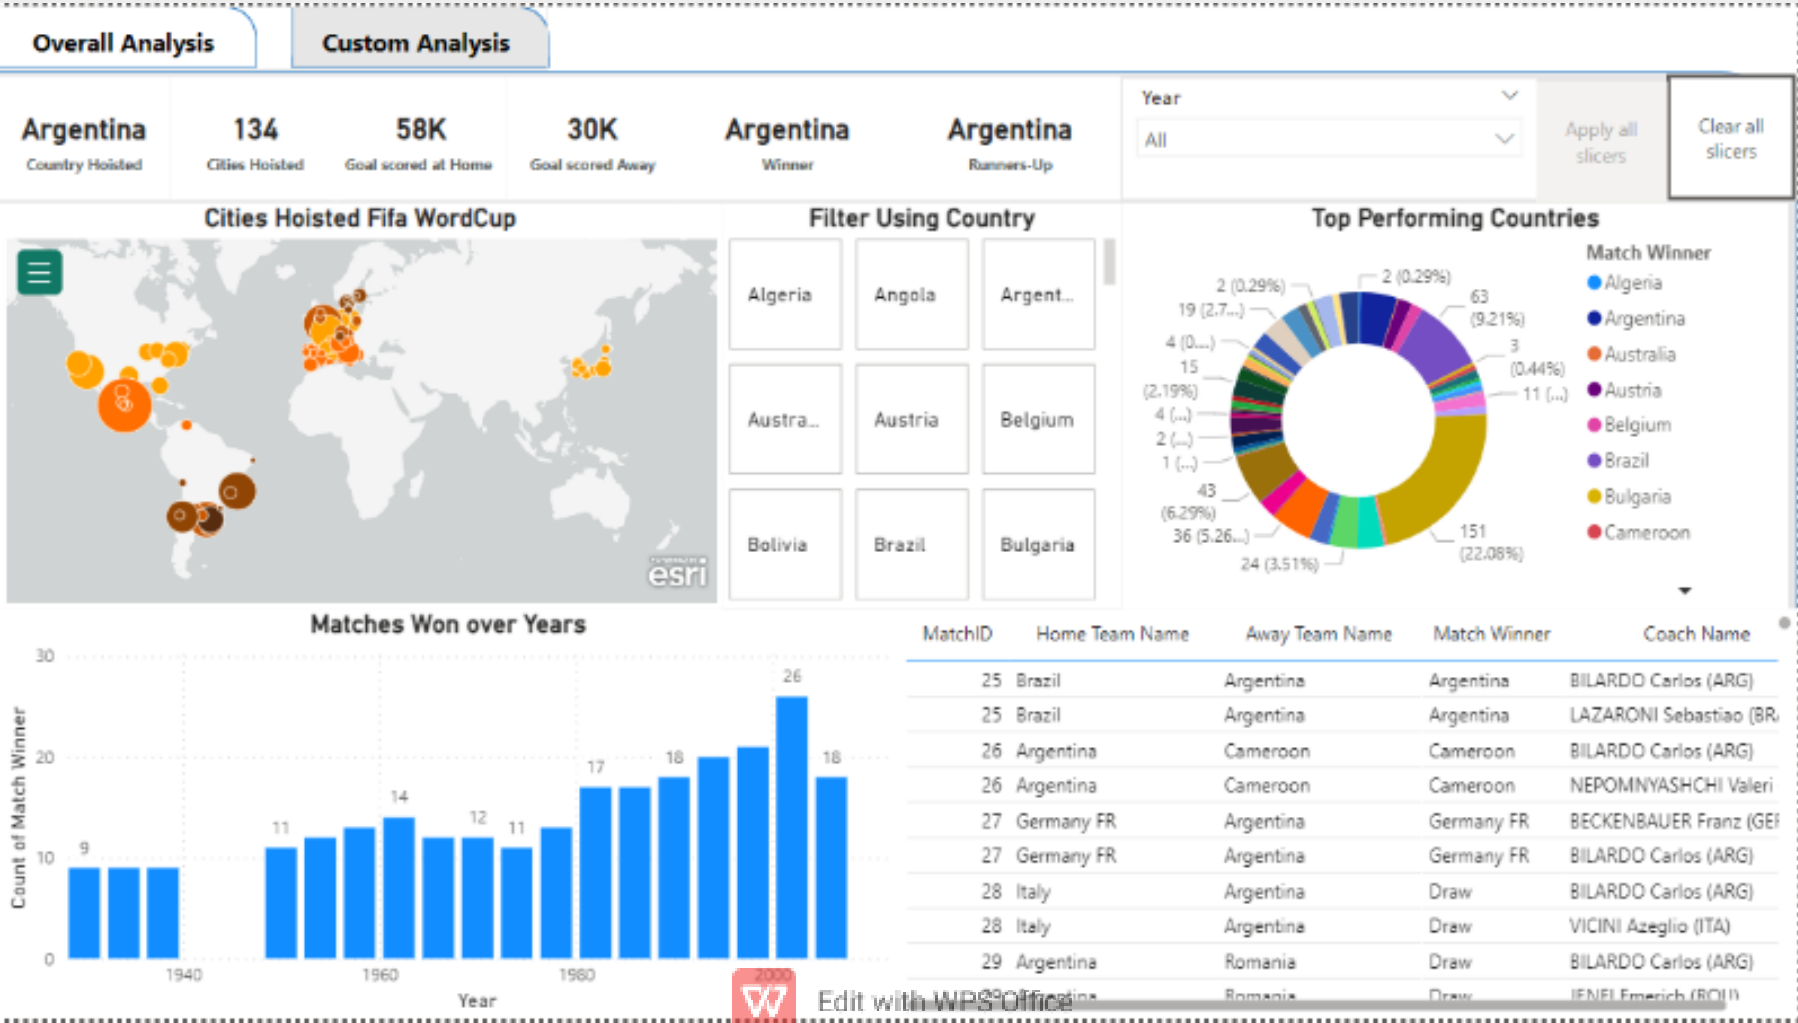 Overall Analysis
Custom Analysis
Argentina
Country Hoisted
134
Cities Hoisted
58K
Goal scored at Home
30K
Goal scored Away
Argentina
Winner
Argentina
Runners-Up
Year
All
Apply all
slicers
Clear all
slicers
Cities Hoisted Fifa WordCup
esri
Filter Using Country
Algeria Angola Argent...
Austra... Austria Belgium
Bolivia Brazil Bulgaria
Top Performing Countries
2 (0.29%)
63
(9.21%)
3
(0.44%)
11 (...)
151
(22.08%)
24 (3.51%)
36 (5.26...)
43
(6.29%)
1 (...)
2 (...)
4 (...)
15
(2.19%)
4 (0....)
19 (2.7...)
2 (0.29%)
Match Winner
Algeria
Argentina
Australia
Austria
Belgium
Brazil
Bulgaria
Cameroon
Matches Won over Years
Count of Match Winner
30
20
10
0
9 11 14 12 11 17 18 26 18
1940 1960 1980 2000
Year
MatchID Home Team Name Away Team Name Match Winner Coach Name
25 Brazil Argentina Argentina BILARDO Carlos (ARG)
25 Brazil Argentina Argentina LAZARONI Sebastiao (BRA
26 Argentina Cameroon Cameroon BILARDO Carlos (ARG)
26 Argentina Cameroon Cameroon NEPOMNYASHCHI Valeri
27 Germany FR Argentina Germany FR BECKENBAUER Franz (GER
27 Germany FR Argentina Germany FR BILARDO Carlos (ARG)
28 Italy Argentina Draw BILARDO Carlos (ARG)
28 Italy Argentina Draw VICINI Azeglio (ITA)
29 Argentina Romania Draw BILARDO Carlos (ARG)
29 Argentina Romania Draw JENEI Emerich (ROU)
W Edit with WPS Office